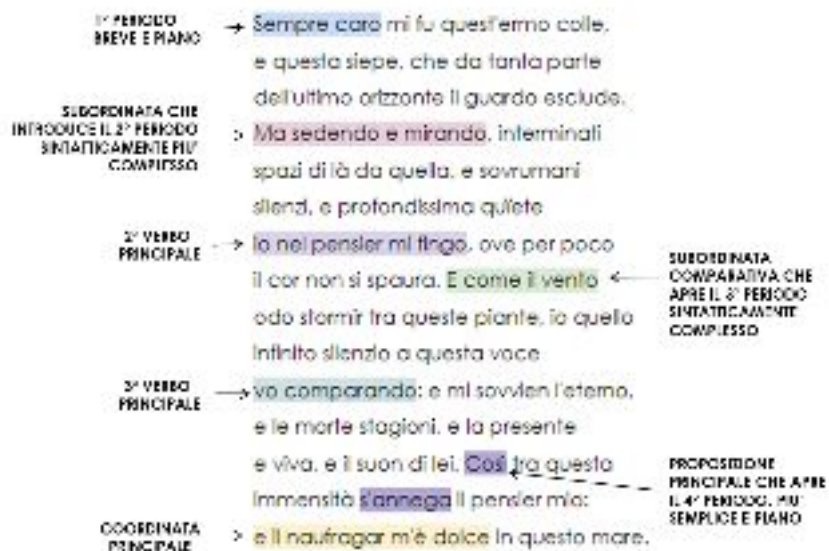 1° PERIODO
BREVE E PIANO
Sempre caro mi fu quest'ermo colle,
e questa siepe, che da tanta parte
dell'ultimo orizzonte il guardo esclude.
SUBORDINATA CHE
INTRODUCE IL 2° PERIODO
SINTATTICAMENTE PIU'
COMPLESSO
Ma sedendo e mirando, interminati
spazi di là da quella, e sovrumani
silenzi, e profondissima quïete
2° VERBO
PRINCIPALE
io nel pensier mi fingo, ove per poco
il cor non si spaura. E come il vento
SUBORDINATA
COMPARATIVA CHE
APRE IL 3° PERIODO
SINTATTICAMENTE
COMPLESSO
odo stormir tra queste piante, io quello
infinito silenzio a questa voce
3° VERBO
PRINCIPALE
vo comparando: e mi sovvien l'eterno,
e le morte stagioni, e la presente
e viva, e il suon di lei. Così tra questa
PROPOSIZIONE
PRINCIPALE CHE APRE
IL 4° PERIODO, PIU'
SEMPLICE E PIANO
immensità s'annega il pensier mio:
COORDINATA
PRINCIPALE
e il naufragar m'è dolce in questo mare.